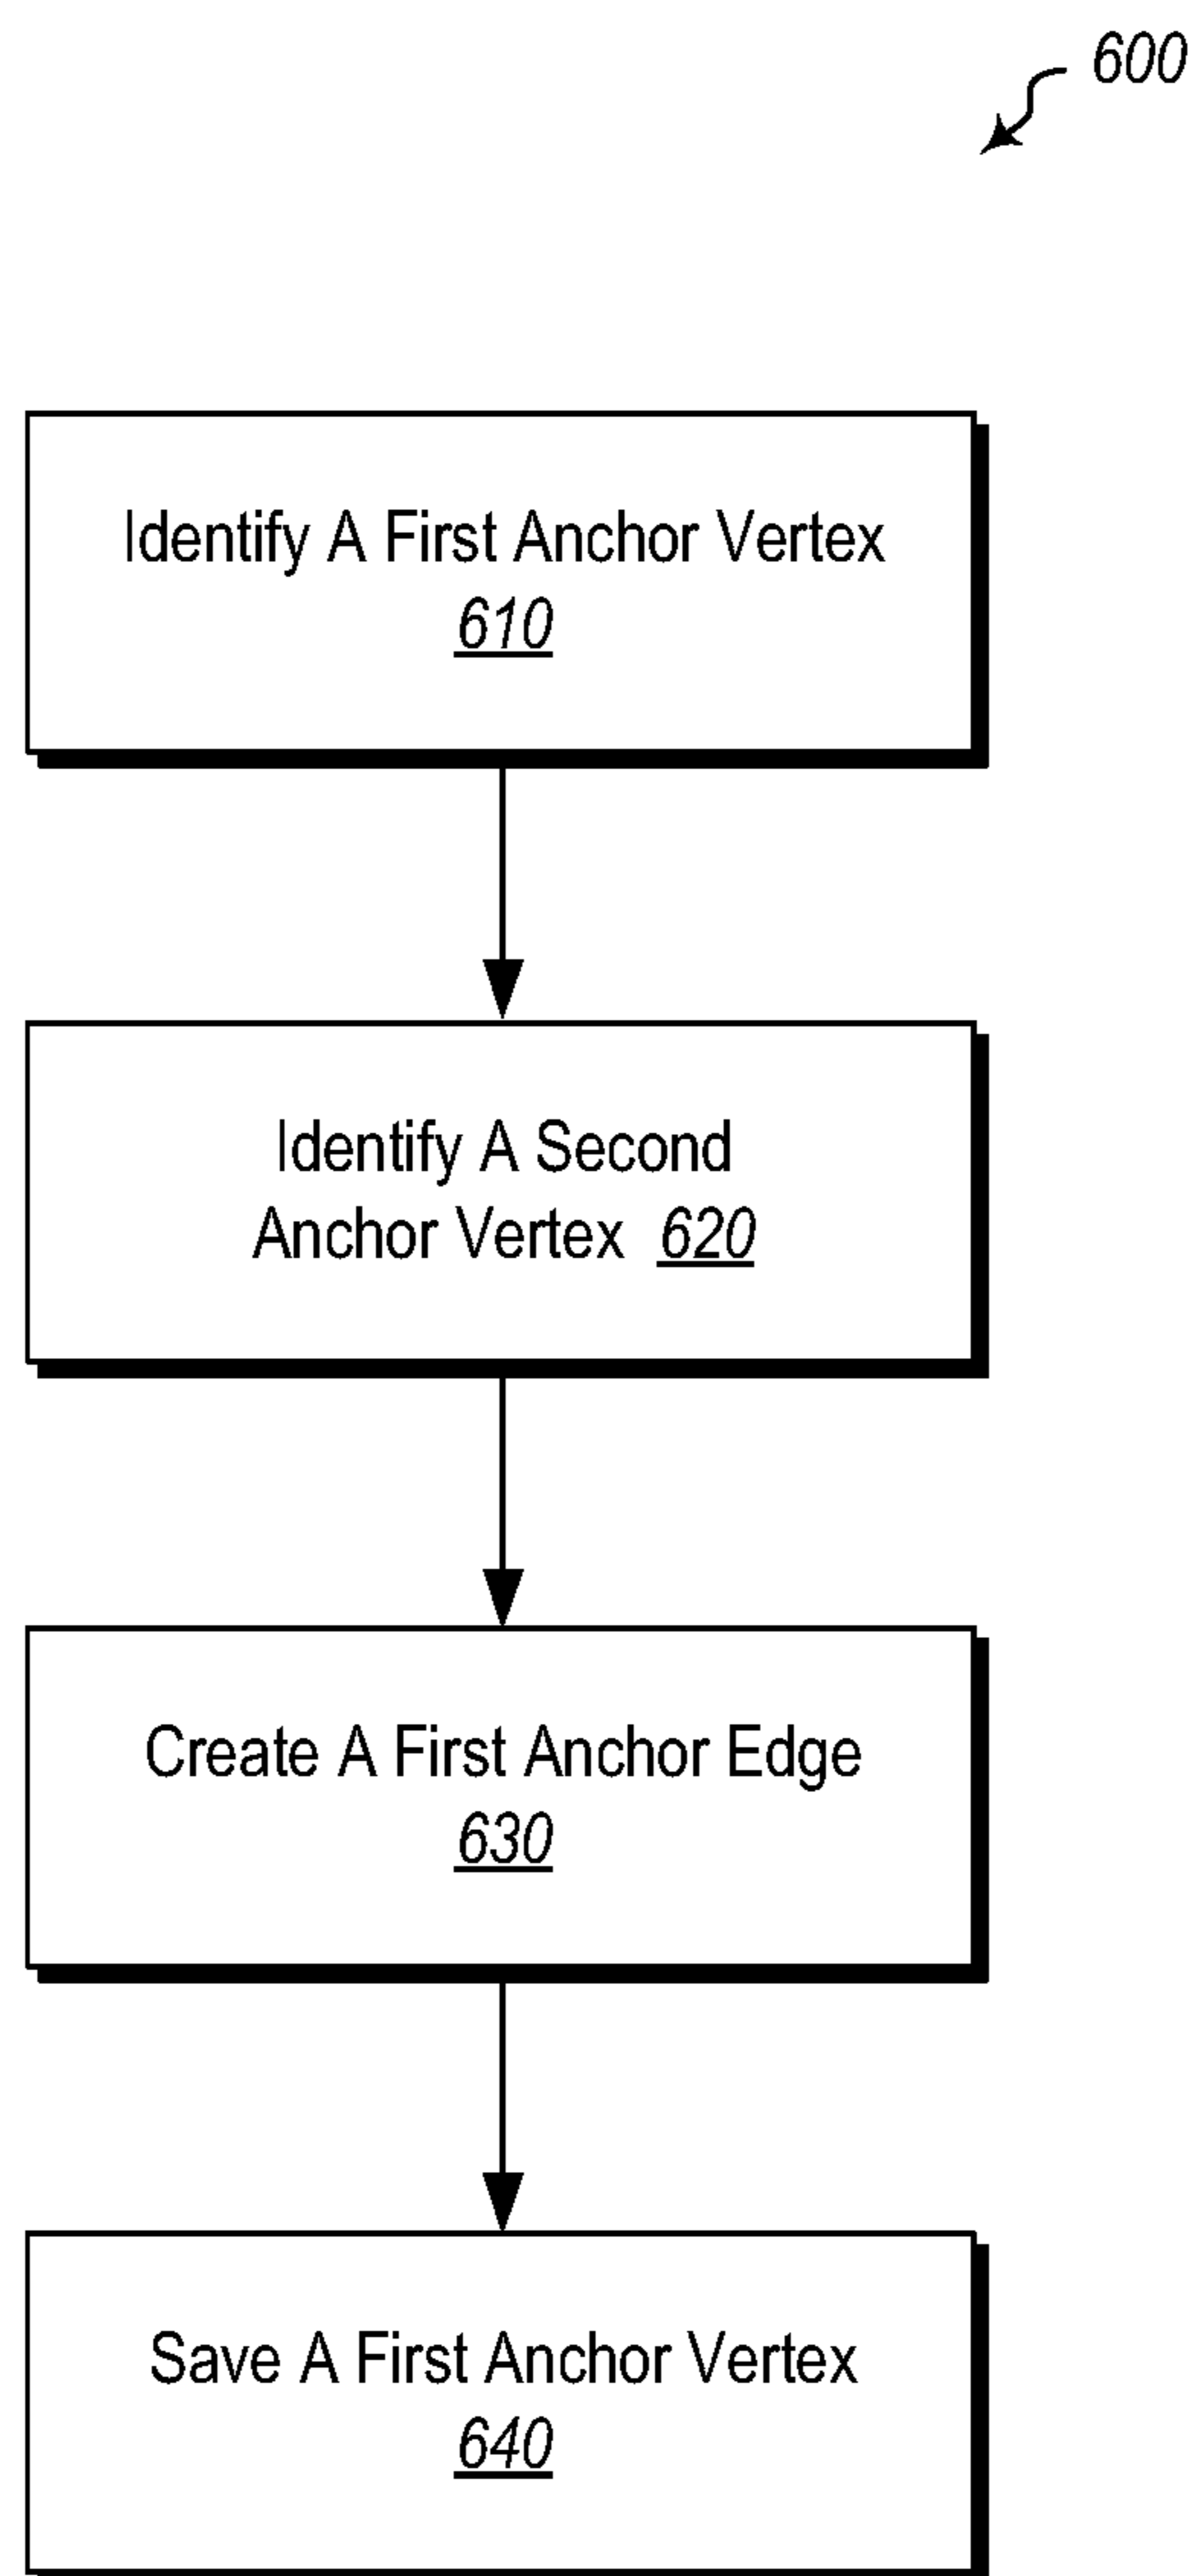 600
Identify A First Anchor Vertex
610
Identify A Second
Anchor Vertex 620
Create A First Anchor Edge
630
Save A First Anchor Vertex
640